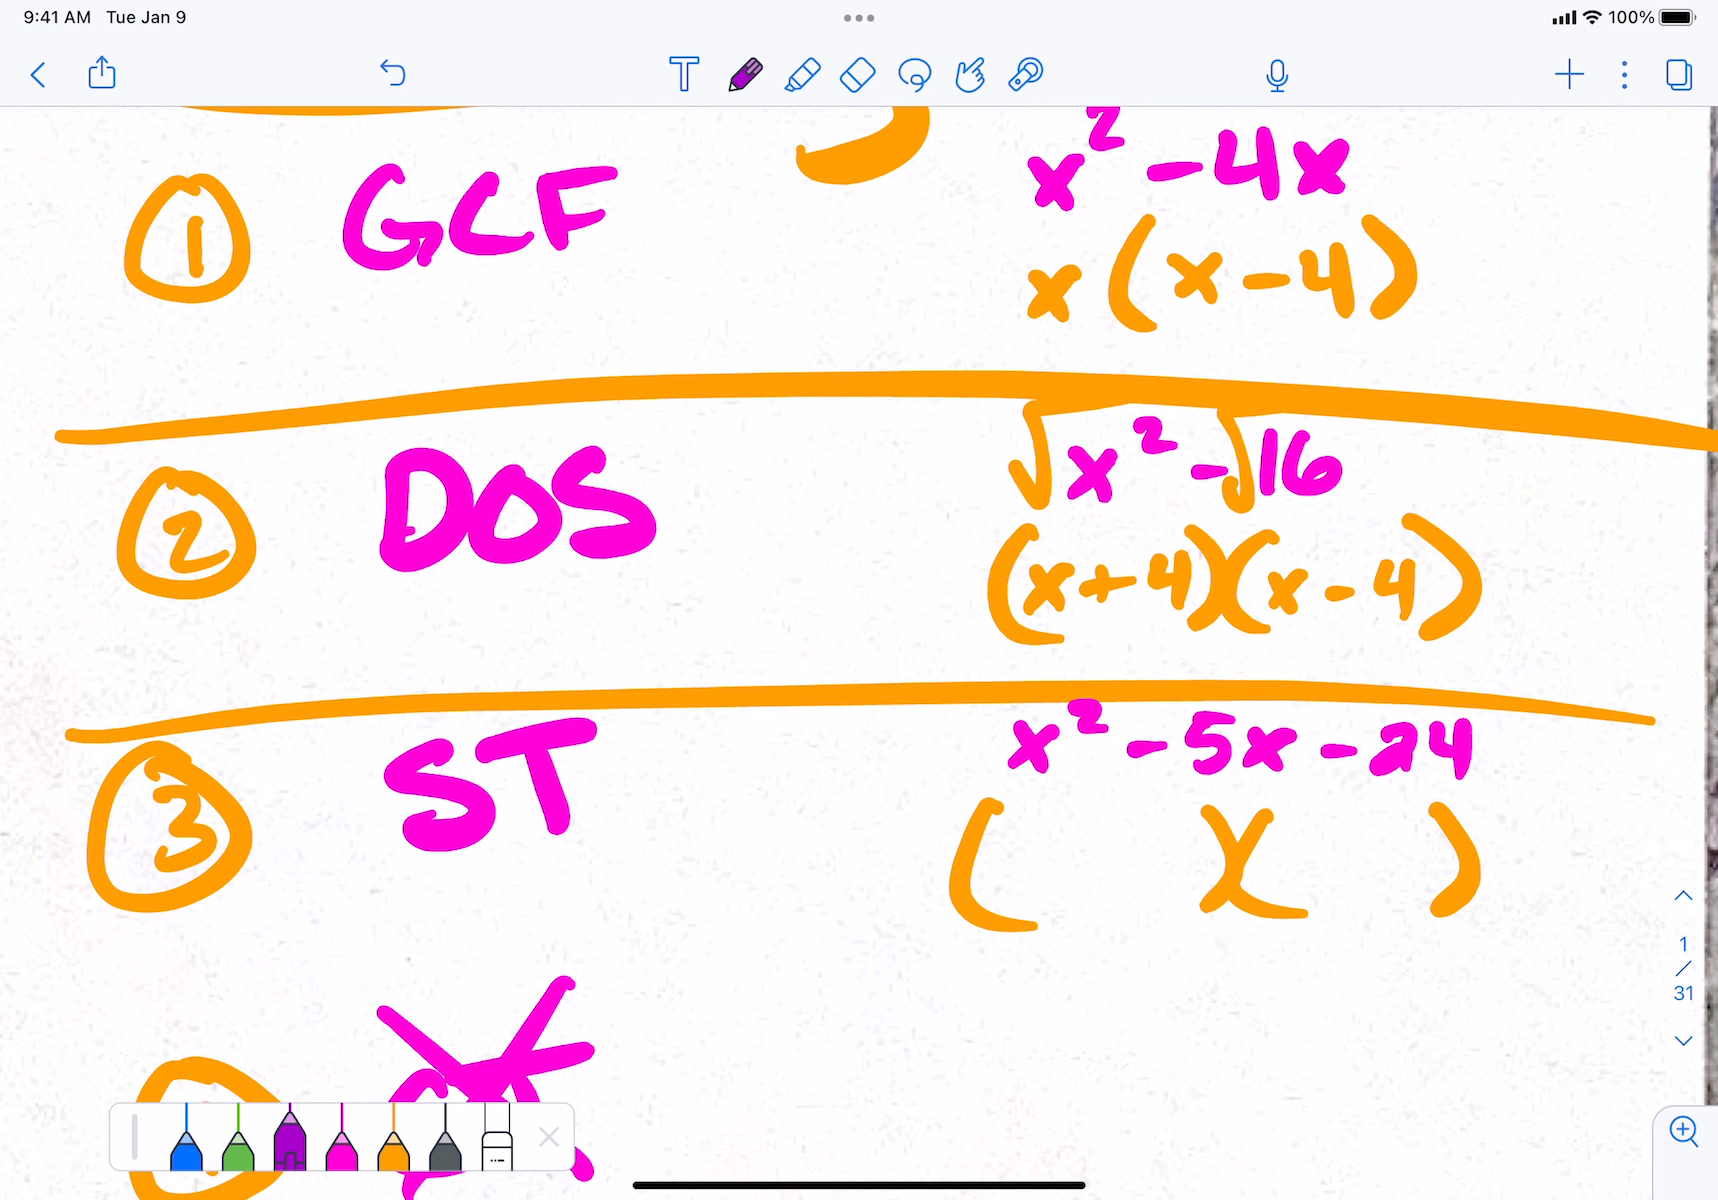 9:41 AM Tue Jan 9 100%
T
1 GCF x² - 4x
x(x-4)
2 DOS √x² - √16
(x+4)(x-4)
3 ST x² - 5x - 24
( )( )
1
/
31